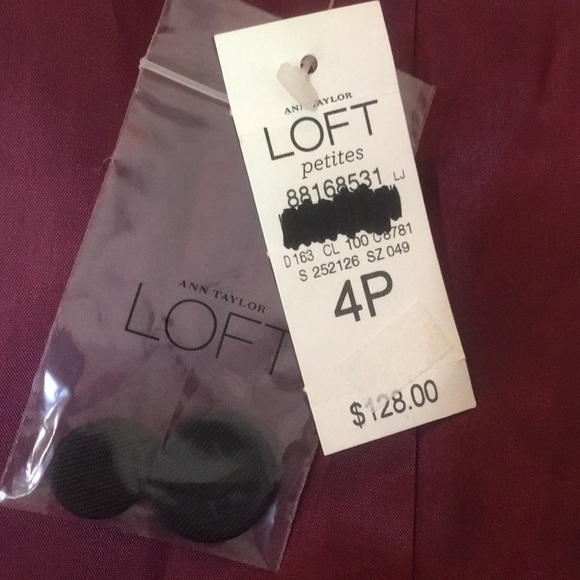 ANN TAYLOR
LOFT
petites
88168531 LJ
D163 CL 100 C8781
S 252126 SZ 049
4P
$128.00
ANN TAYLOR
LOFT